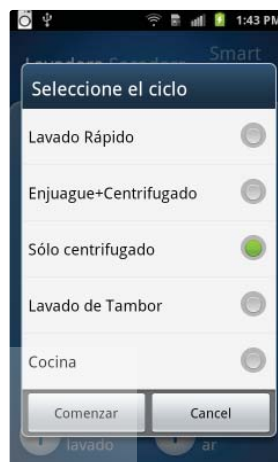 1:43 PM
Smart
Lavadora Secadora
Seleccione el ciclo
Lavado Rápido
Enjuague+Centrifugado
Sólo centrifugado
Lavado de Tambor
Cocina
Comenzar Cancel
lavado ar